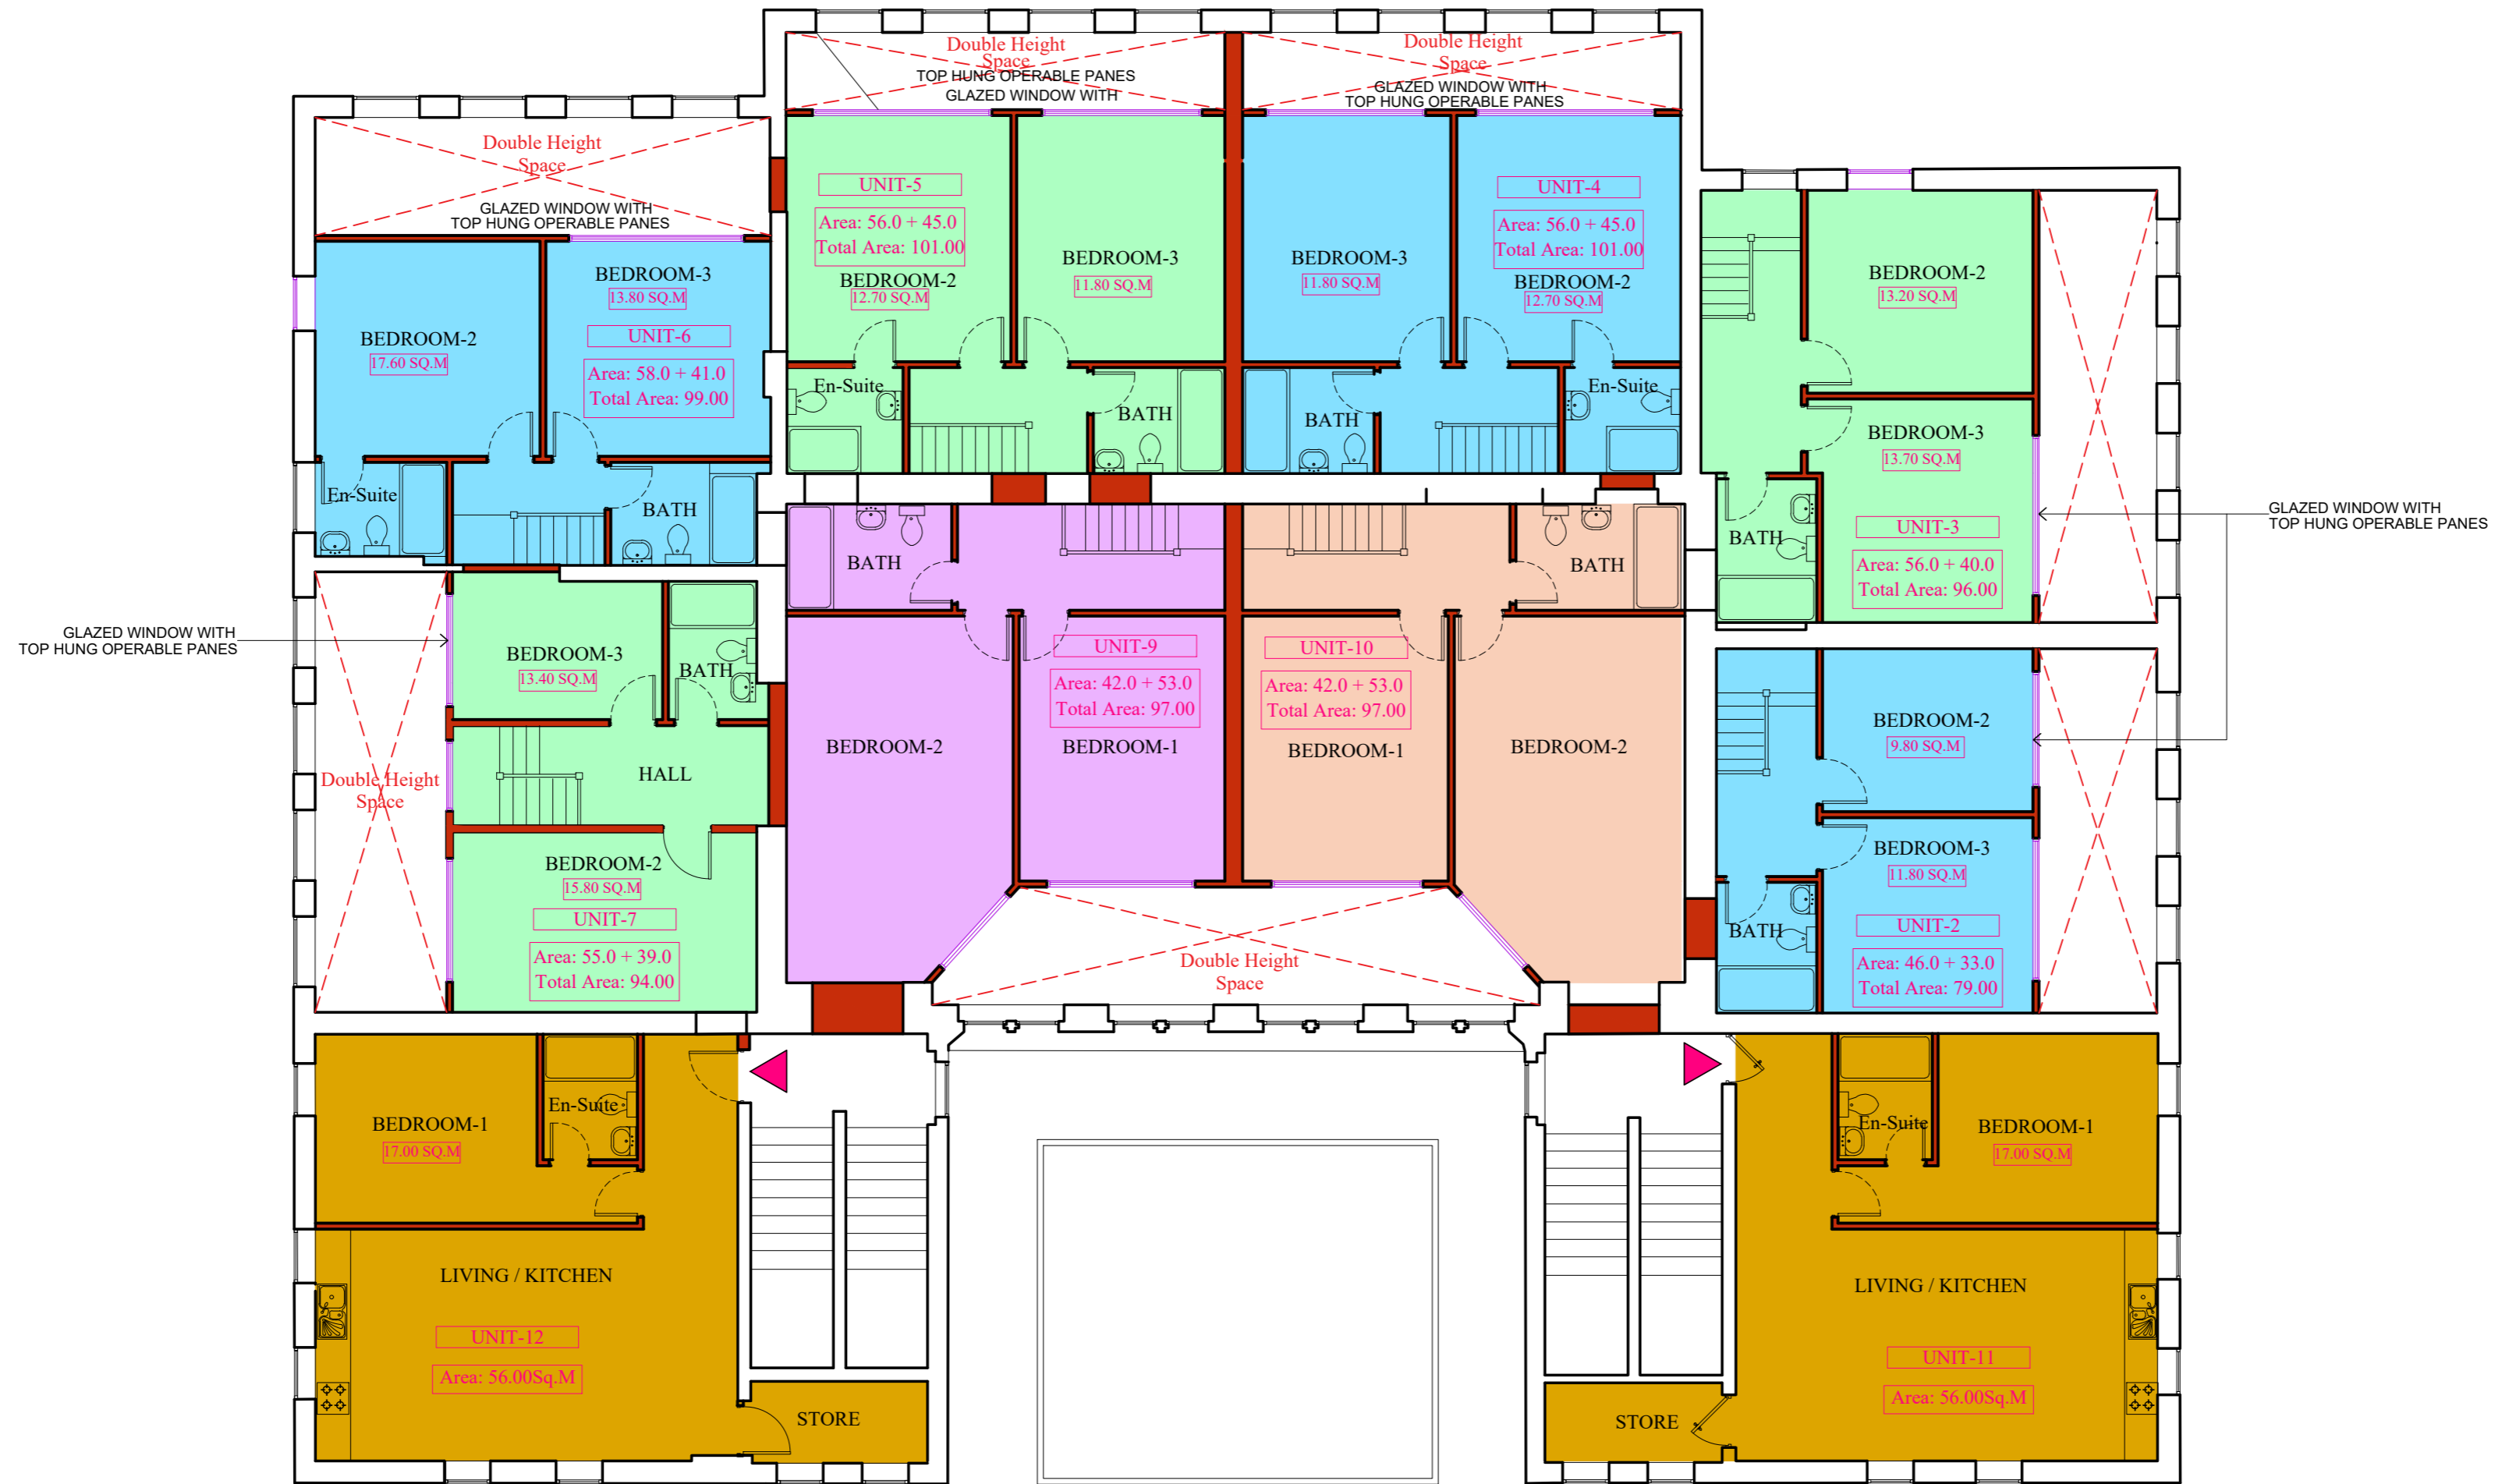 Double Height
Space
TOP HUNG OPERABLE PANES
GLAZED WINDOW WITH
Double Height
Space
GLAZED WINDOW WITH
TOP HUNG OPERABLE PANES
Double Height
Space
GLAZED WINDOW WITH
TOP HUNG OPERABLE PANES
UNIT-5
Area: 56.0 + 45.0
Total Area: 101.00
BEDROOM-2
12.70 SQ.M
BEDROOM-3
11.80 SQ.M
En-Suite
BATH
BEDROOM-3
11.80 SQ.M
UNIT-4
Area: 56.0 + 45.0
Total Area: 101.00
BEDROOM-2
12.70 SQ.M
BATH
En-Suite
BEDROOM-2
13.20 SQ.M
BEDROOM-3
13.70 SQ.M
UNIT-3
Area: 56.0 + 40.0
Total Area: 96.00
BATH
GLAZED WINDOW WITH
TOP HUNG OPERABLE PANES
BEDROOM-2
17.60 SQ.M
BEDROOM-3
13.80 SQ.M
UNIT-6
Area: 58.0 + 41.0
Total Area: 99.00
En-Suite
BATH
GLAZED WINDOW WITH
TOP HUNG OPERABLE PANES
BEDROOM-3
13.40 SQ.M
BATH
Double Height
Space
HALL
BEDROOM-2
15.80 SQ.M
UNIT-7
Area: 55.0 + 39.0
Total Area: 94.00
BATH
UNIT-9
Area: 42.0 + 53.0
Total Area: 97.00
BEDROOM-2
BEDROOM-1
BATH
UNIT-10
Area: 42.0 + 53.0
Total Area: 97.00
BEDROOM-1
BEDROOM-2
Double Height
Space
BEDROOM-2
9.80 SQ.M
BEDROOM-3
11.80 SQ.M
UNIT-2
Area: 46.0 + 33.0
Total Area: 79.00
BATH
BEDROOM-1
17.00 SQ.M
En-Suite
LIVING / KITCHEN
UNIT-12
Area: 56.00Sq.M
STORE
En-Suite
BEDROOM-1
17.00 SQ.M
LIVING / KITCHEN
UNIT-11
Area: 56.00Sq.M
STORE